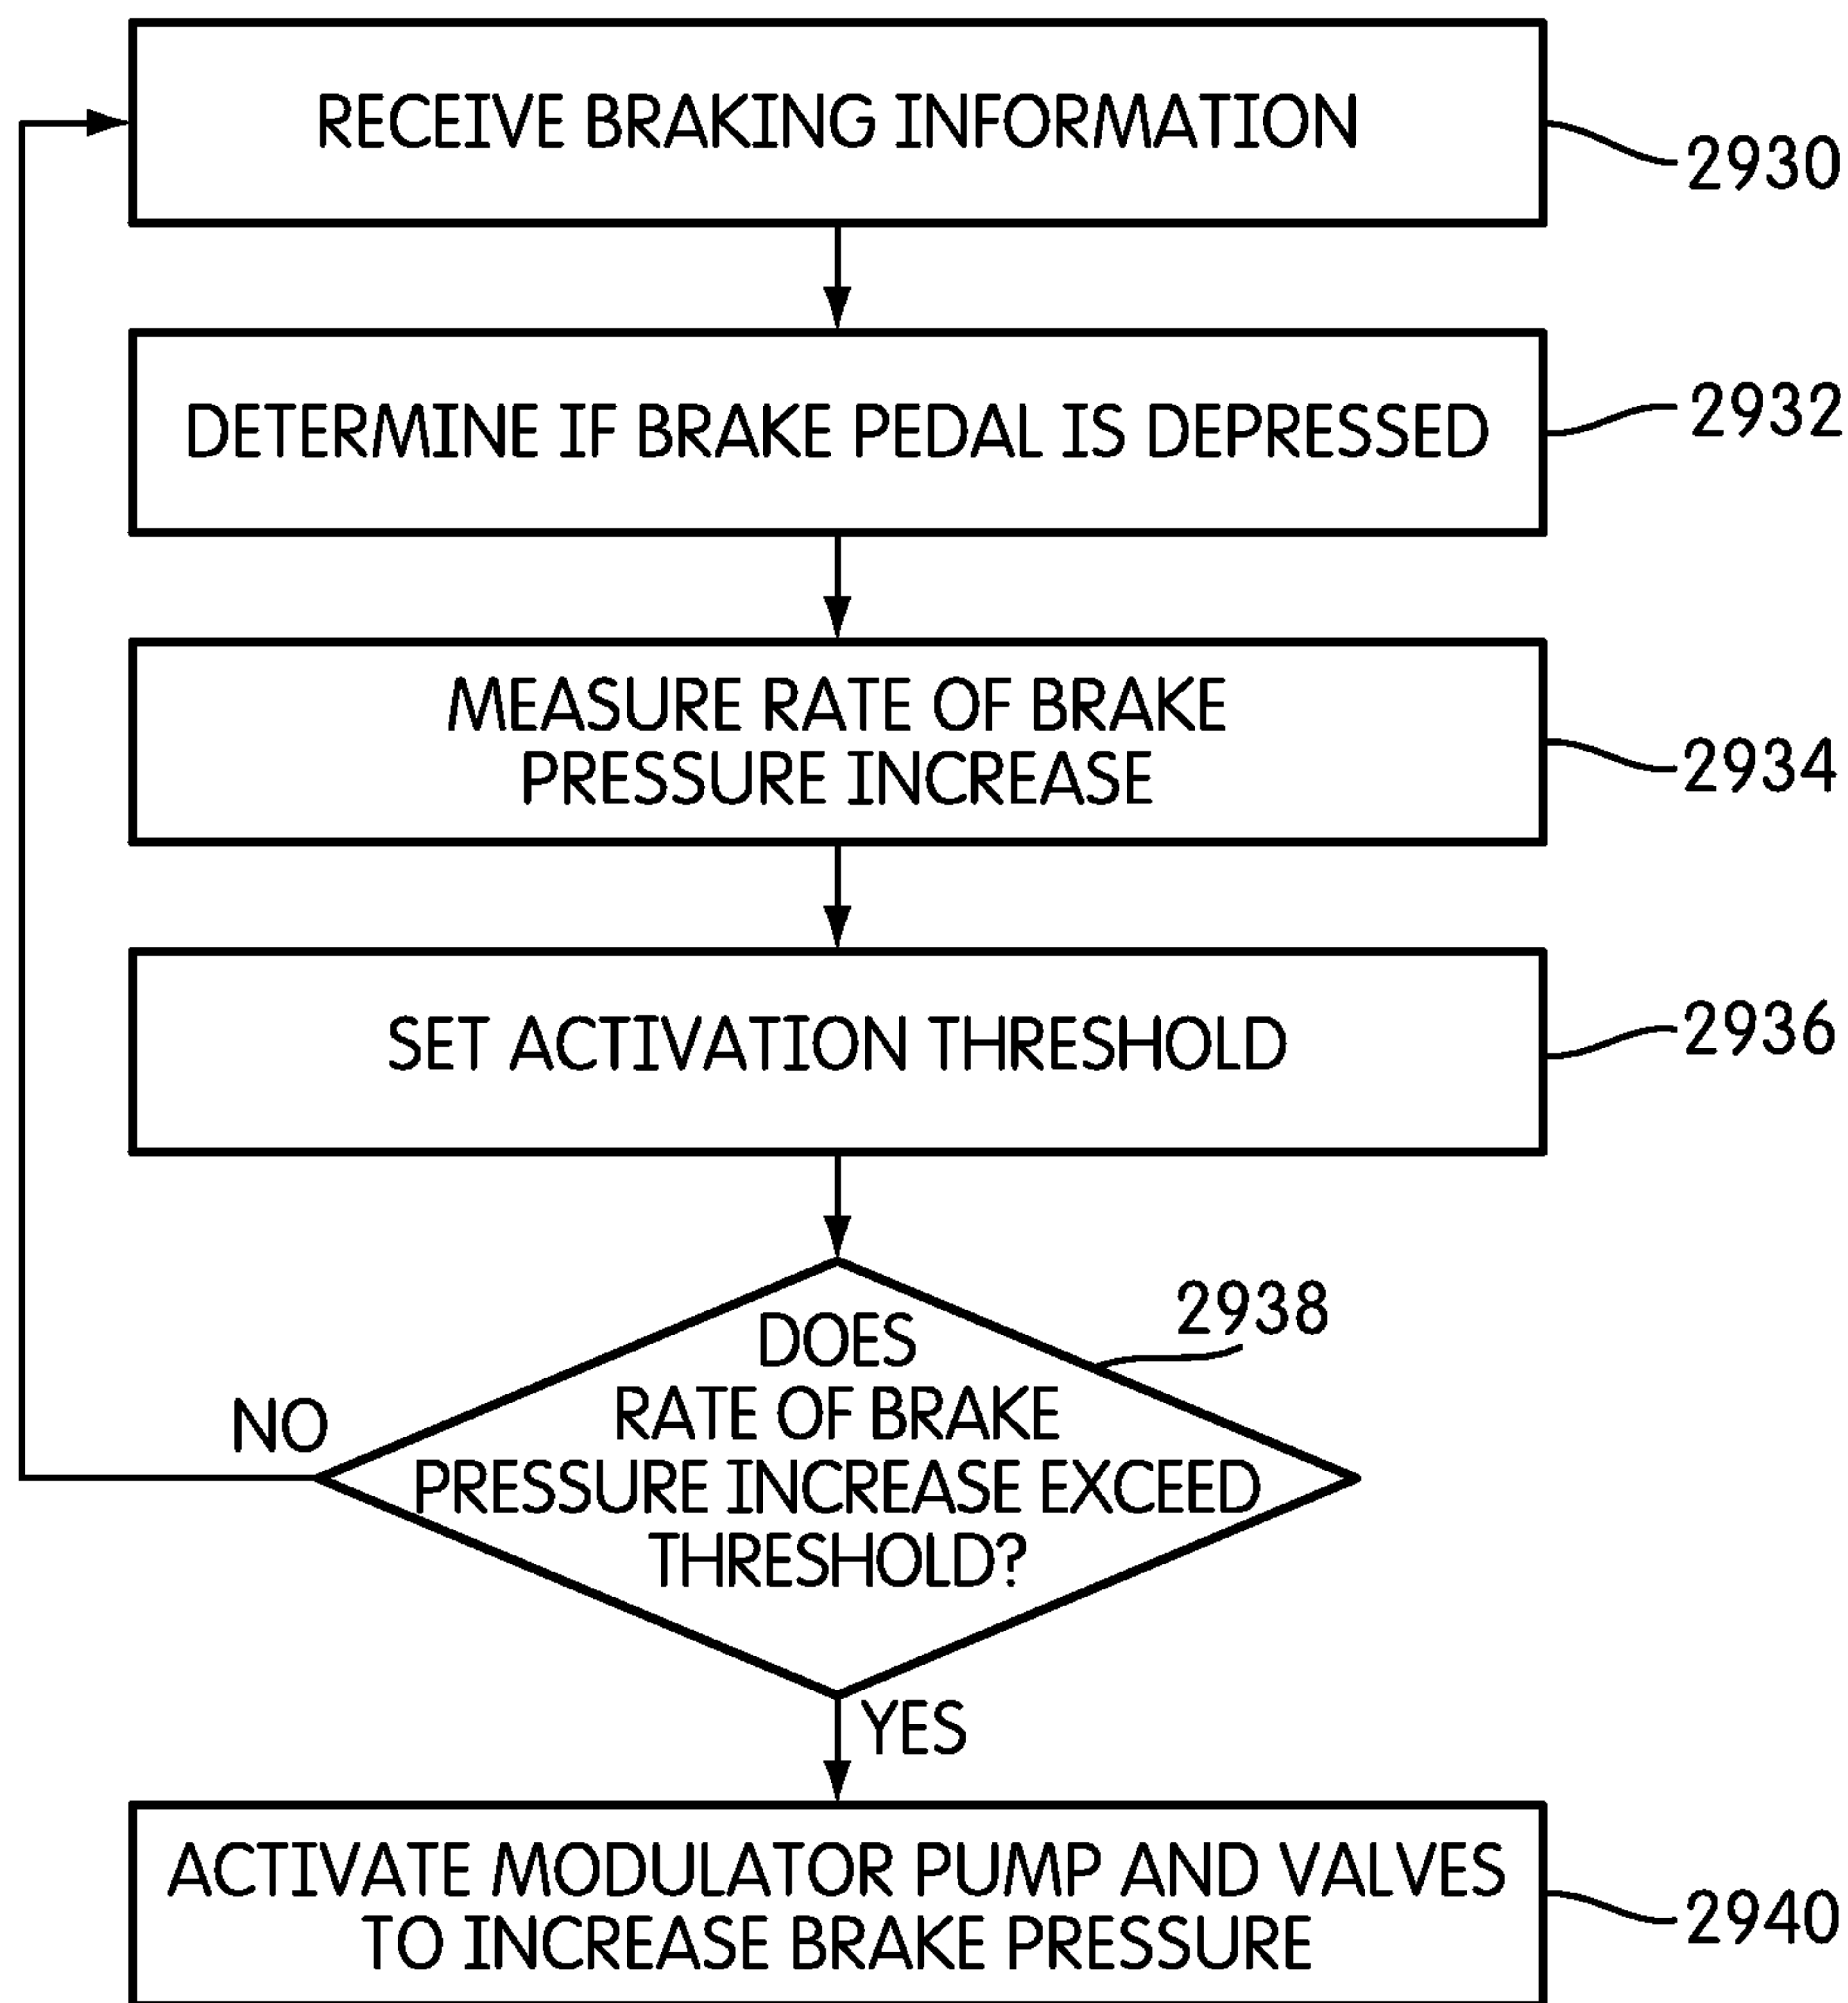 RECEIVE BRAKING INFORMATION
2930
DETERMINE IF BRAKE PEDAL IS DEPRESSED
2932
MEASURE RATE OF BRAKE
PRESSURE INCREASE
2934
SET ACTIVATION THRESHOLD
2936
2938
DOES
RATE OF BRAKE
PRESSURE INCREASE EXCEED
THRESHOLD?
NO
YES
ACTIVATE MODULATOR PUMP AND VALVES
TO INCREASE BRAKE PRESSURE
2940